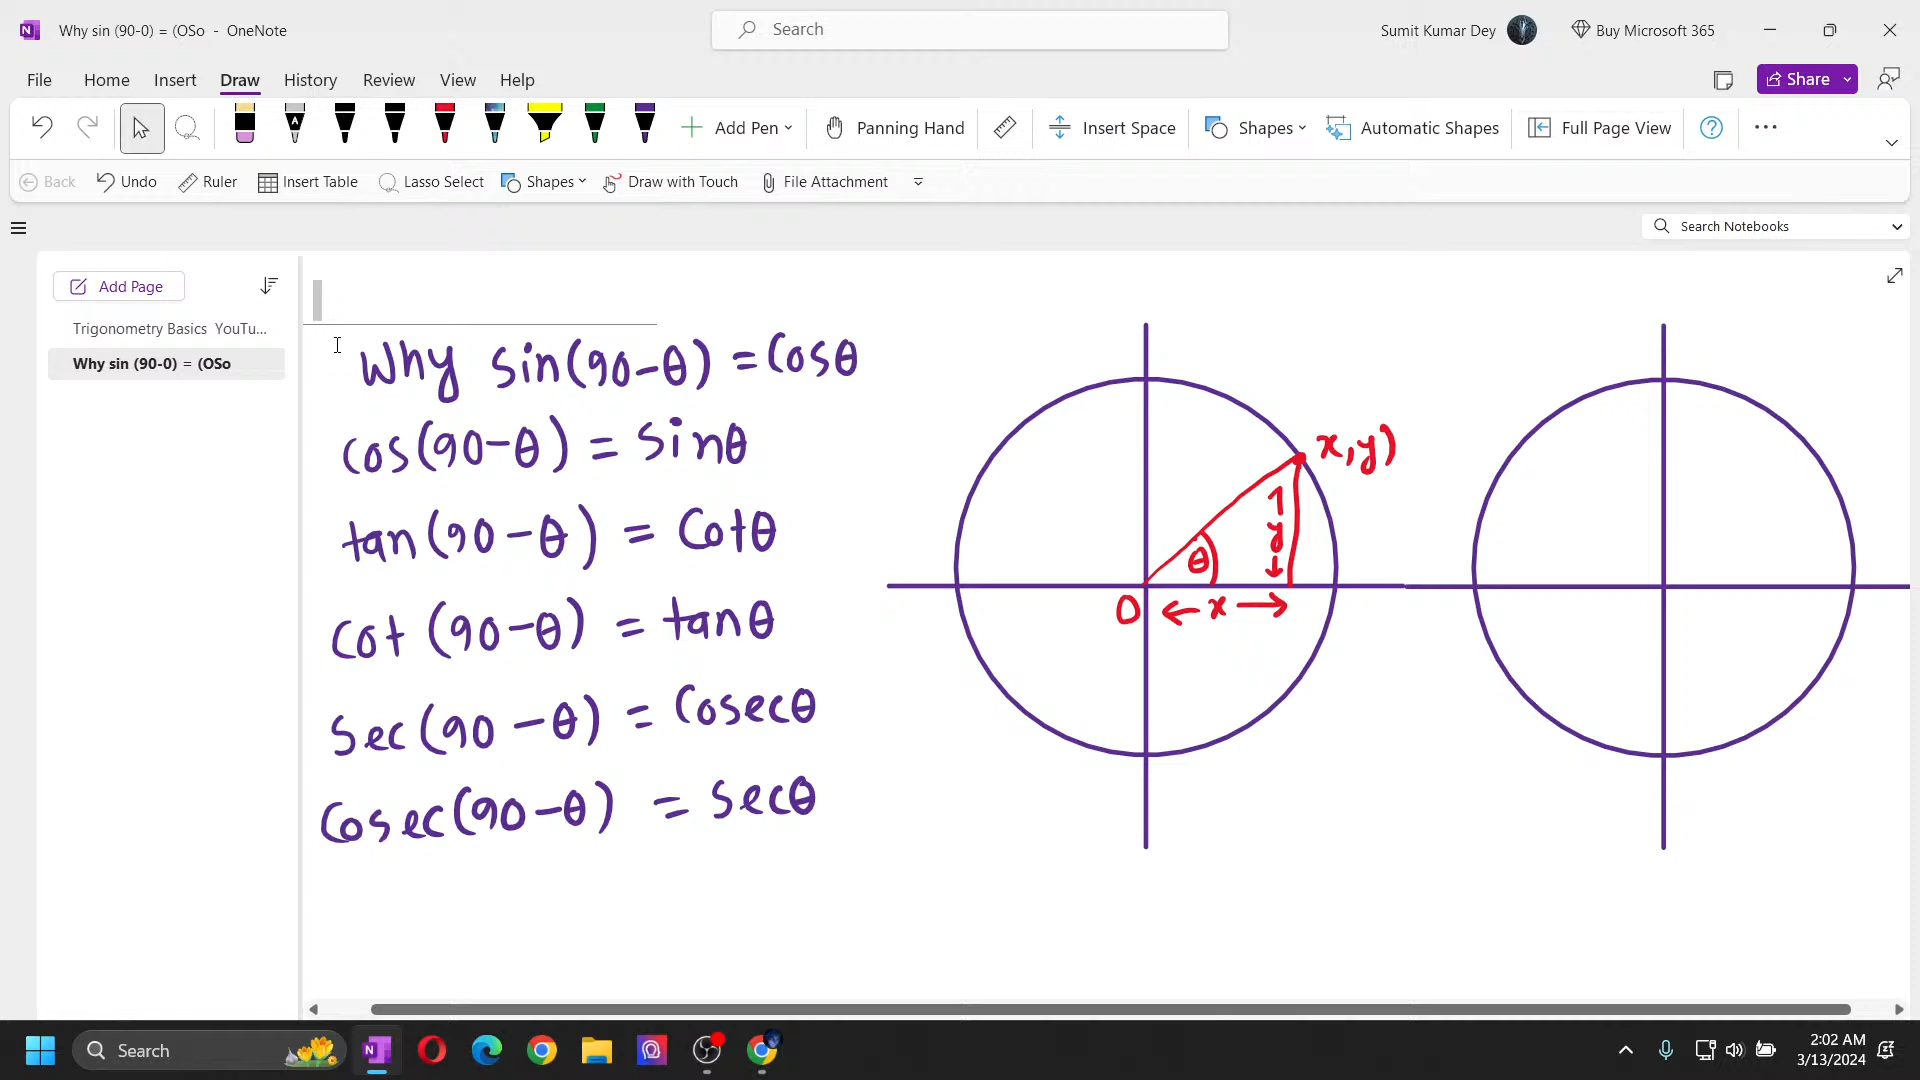 Why sin (90-0) = (OSo - OneNote
Search
Sumit Kumar Dey
Buy Microsoft 365
File Home Insert Draw History Review View Help
Share
Add Pen
Panning Hand
Insert Space
Shapes
Automatic Shapes
Full Page View
Back
Undo
Ruler
Insert Table
Lasso Select
Shapes
Draw with Touch
File Attachment
Search Notebooks
Add Page
Trigonometry Basics YouTu...
Why sin (90-0) = (OSo
Why sin(90-θ) = Cosθ
cos(90-θ) = sinθ
tan(90-θ) = Cotθ
cot (90-θ) = tanθ
sec(90-θ) = Cosecθ
Cosec(90-θ) = secθ
x,y)
y
θ
O ← x →
Search
2:02 AM
3/13/2024